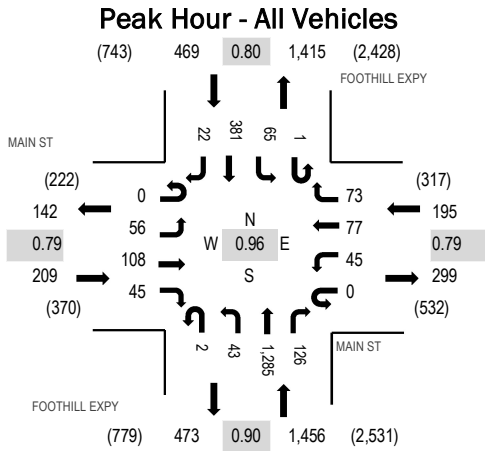 Peak Hour - All Vehicles
(743) 469 0.80 1,415 (2,428)
FOOTHILL EXPY
MAIN ST
22 381 65 1
(222) (317)
0 73
142 195
56 N 77
0.79 W 0.96 E 0.79
108 45
209 S 299
45 0
(370) (532)
2 43 1,285 126
MAIN ST
FOOTHILL EXPY
(779) 473 0.90 1,456 (2,531)